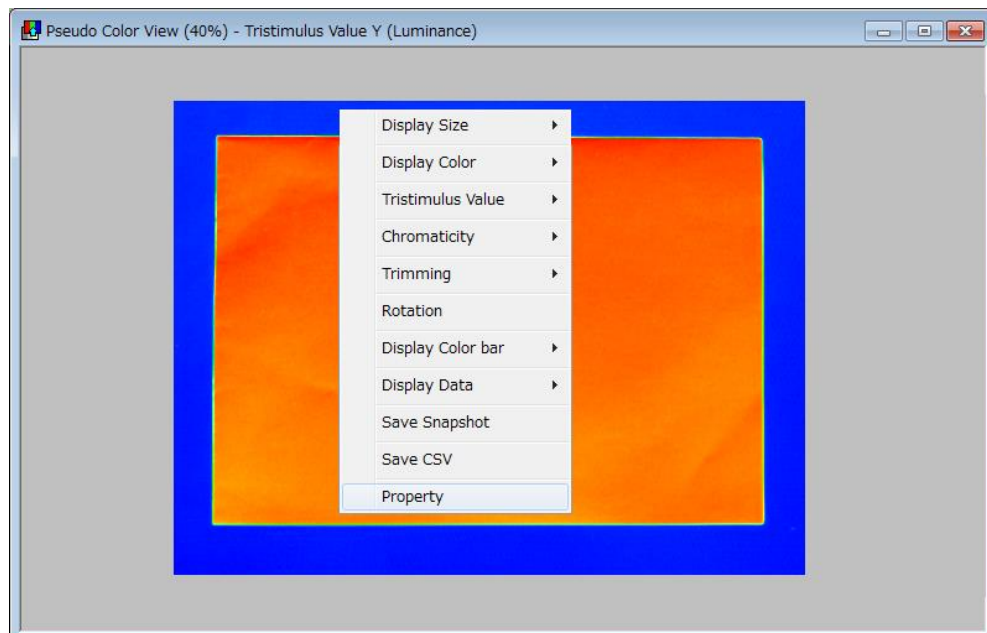 Pseudo Color View (40%) - Tristimulus Value Y (Luminance)
Display Size
Display Color
Tristimulus Value
Chromaticity
Trimming
Rotation
Display Color bar
Display Data
Save Snapshot
Save CSV
Property